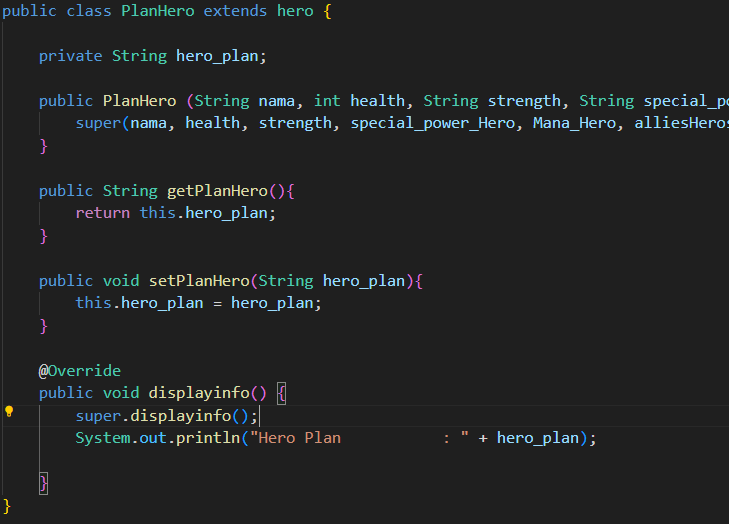 public class PlanHero extends hero {
private String hero_plan;
public PlanHero (String nama, int health, String strength, String
super(nama, health, strength, special_power_Hero, Mana_Hero,
}
public String getPlanHero(){
return this.hero_plan;
}
public void setPlanHero(String hero_plan){
this.hero_plan = hero_plan;
}
@Override
public void displayinfo() {
super.displayinfo();
System.out.println("Hero Plan           : " + hero_plan);
}
}